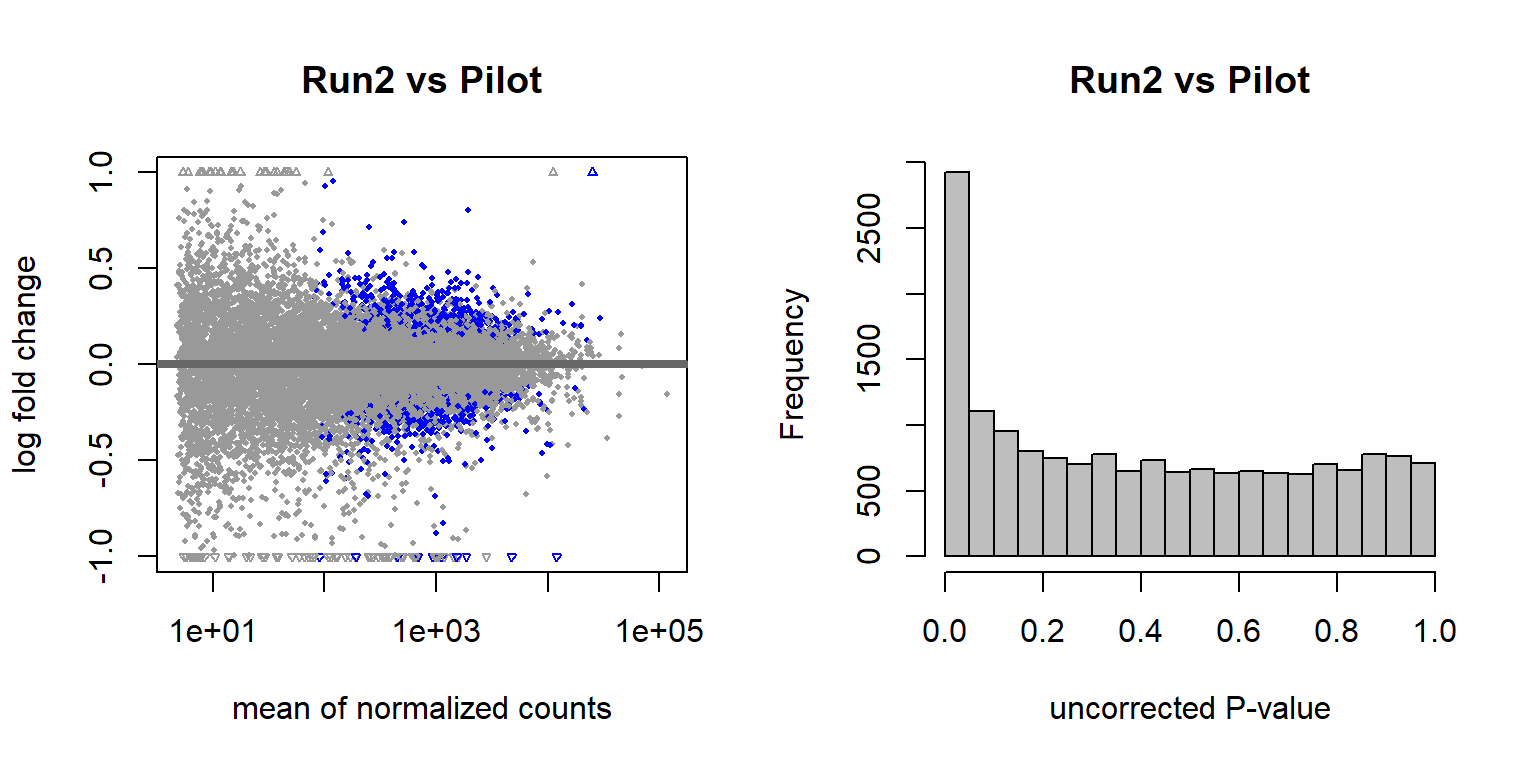 Run2 vs Pilot
log fold change
1.0
0.5
0.0
-0.5
-1.0
1e+01 1e+03 1e+05
mean of normalized counts
Run2 vs Pilot
Frequency
2500
1500
500
0
0.0 0.2 0.4 0.6 0.8 1.0
uncorrected P-value